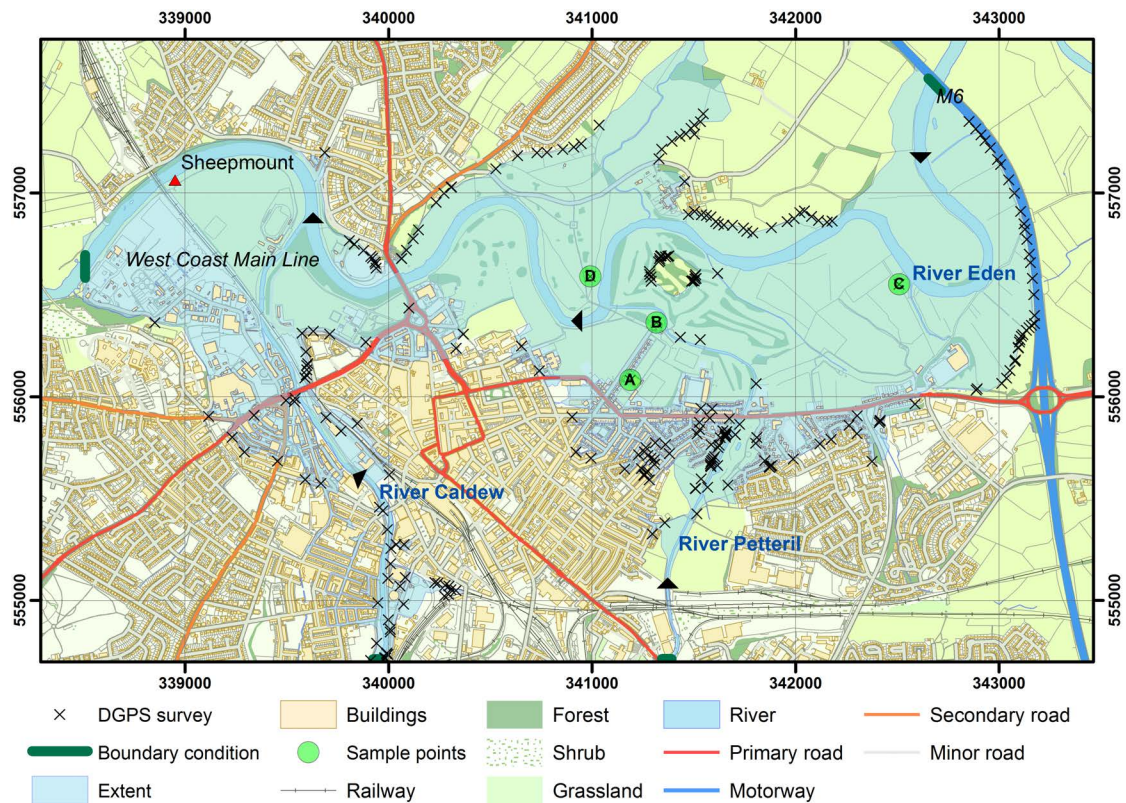 339000 340000 341000 342000 343000
M6
Sheepmount
557000 557000
West Coast Main Line
D River Eden
C
B
A
556000 556000
River Caldew
River Petteril
555000 555000
339000 340000 341000 342000 343000
DGPS survey Buildings Forest River Secondary road
Boundary condition Sample points Shrub Primary road Minor road
Extent Railway Grassland Motorway